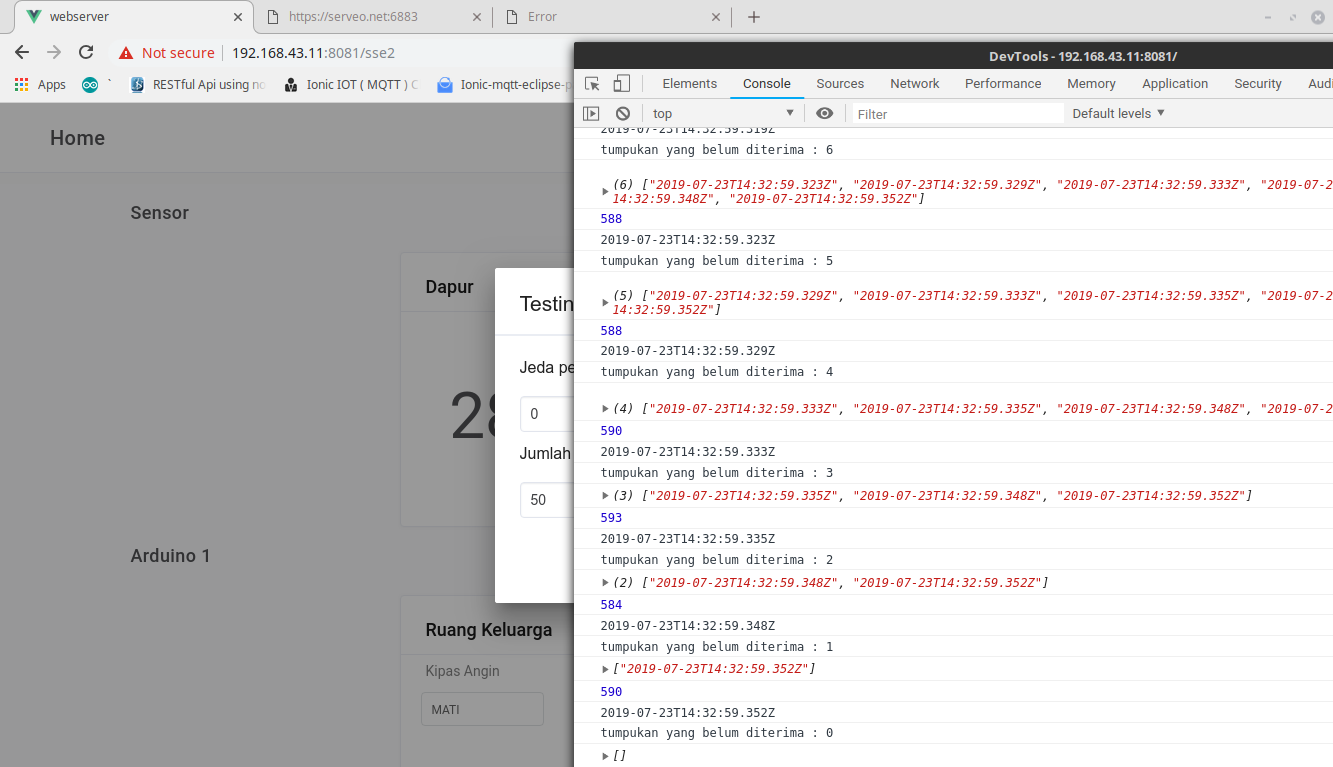 webserver
https://serveo.net:6883
Error
Not secure
192.168.43.11:8081/sse2
Apps
`
RESTful Api using no
Ionic IOT ( MQTT ) C
Ionic-mqtt-eclipse-p
Home
Sensor
Dapur
28
Testin
Jeda pe
0
Jumlah
50
Arduino 1
Ruang Keluarga
Kipas Angin
MATI
DevTools - 192.168.43.11:8081/
Elements Console Sources Network Performance Memory Application Security Audi
top
Filter
Default levels
2019-07-23T14:32:59.319Z
tumpukan yang belum diterima : 6
(6) ["2019-07-23T14:32:59.323Z", "2019-07-23T14:32:59.329Z", "2019-07-23T14:32:59.333Z", "2019-07-2
14:32:59.348Z", "2019-07-23T14:32:59.352Z"]
588
2019-07-23T14:32:59.323Z
tumpukan yang belum diterima : 5
(5) ["2019-07-23T14:32:59.329Z", "2019-07-23T14:32:59.333Z", "2019-07-23T14:32:59.335Z", "2019-07-2
14:32:59.352Z"]
588
2019-07-23T14:32:59.329Z
tumpukan yang belum diterima : 4
(4) ["2019-07-23T14:32:59.333Z", "2019-07-23T14:32:59.335Z", "2019-07-23T14:32:59.348Z", "2019-07-2
590
2019-07-23T14:32:59.333Z
tumpukan yang belum diterima : 3
(3) ["2019-07-23T14:32:59.335Z", "2019-07-23T14:32:59.348Z", "2019-07-23T14:32:59.352Z"]
593
2019-07-23T14:32:59.335Z
tumpukan yang belum diterima : 2
(2) ["2019-07-23T14:32:59.348Z", "2019-07-23T14:32:59.352Z"]
584
2019-07-23T14:32:59.348Z
tumpukan yang belum diterima : 1
["2019-07-23T14:32:59.352Z"]
590
2019-07-23T14:32:59.352Z
tumpukan yang belum diterima : 0
[]